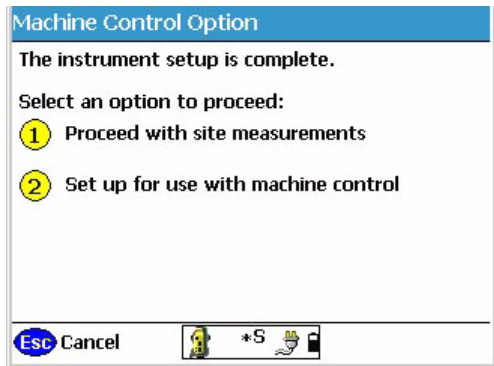 Machine Control Option
The instrument setup is complete.
Select an option to proceed:
1 Proceed with site measurements
2 Set up for use with machine control
Esc Cancel *S